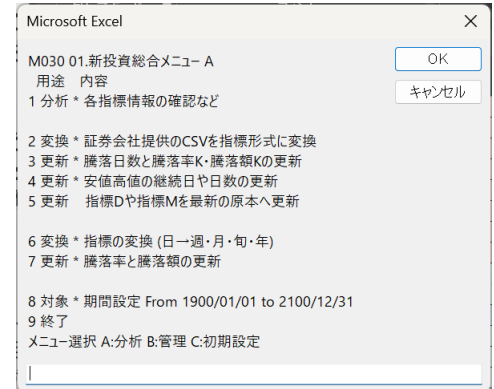 Microsoft Excel
M030 01.新投資総合メニュー A
用途 内容
1 分析 * 各指標情報の確認など
2 変換 * 証券会社提供のCSVを指標形式に変換
3 更新 * 騰落日数と騰落率K・騰落額Kの更新
4 更新 * 安値高値の継続日や日数の更新
5 更新 指標Dや指標Mを最新の原本へ更新
6 変換 * 指標の変換 (日→週・月・旬・年)
7 更新 * 騰落率と騰落額の更新
8 対象 * 期間設定 From 1900/01/01 to 2100/12/31
9 終了
メニュー選択 A:分析 B:管理 C:初期設定
OK
キャンセル